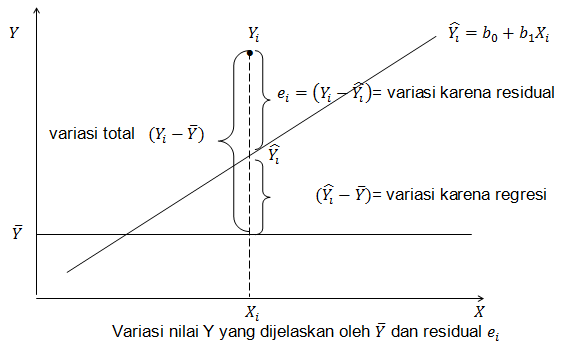 Y
Yᵢ
Ŷᵢ = b₀ + b₁Xᵢ
eᵢ = (Yᵢ − Ŷᵢ)= variasi karena residual
variasi total (Yᵢ − Ȳ)
Ŷᵢ
(Ŷᵢ − Ȳ)= variasi karena regresi
Ȳ
Xᵢ
X
Variasi nilai Y yang dijelaskan oleh Ȳ dan residual eᵢ